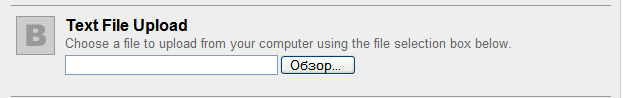 B
Text File Upload
Choose a file to upload from your computer using the file selection box below.
Обзор...